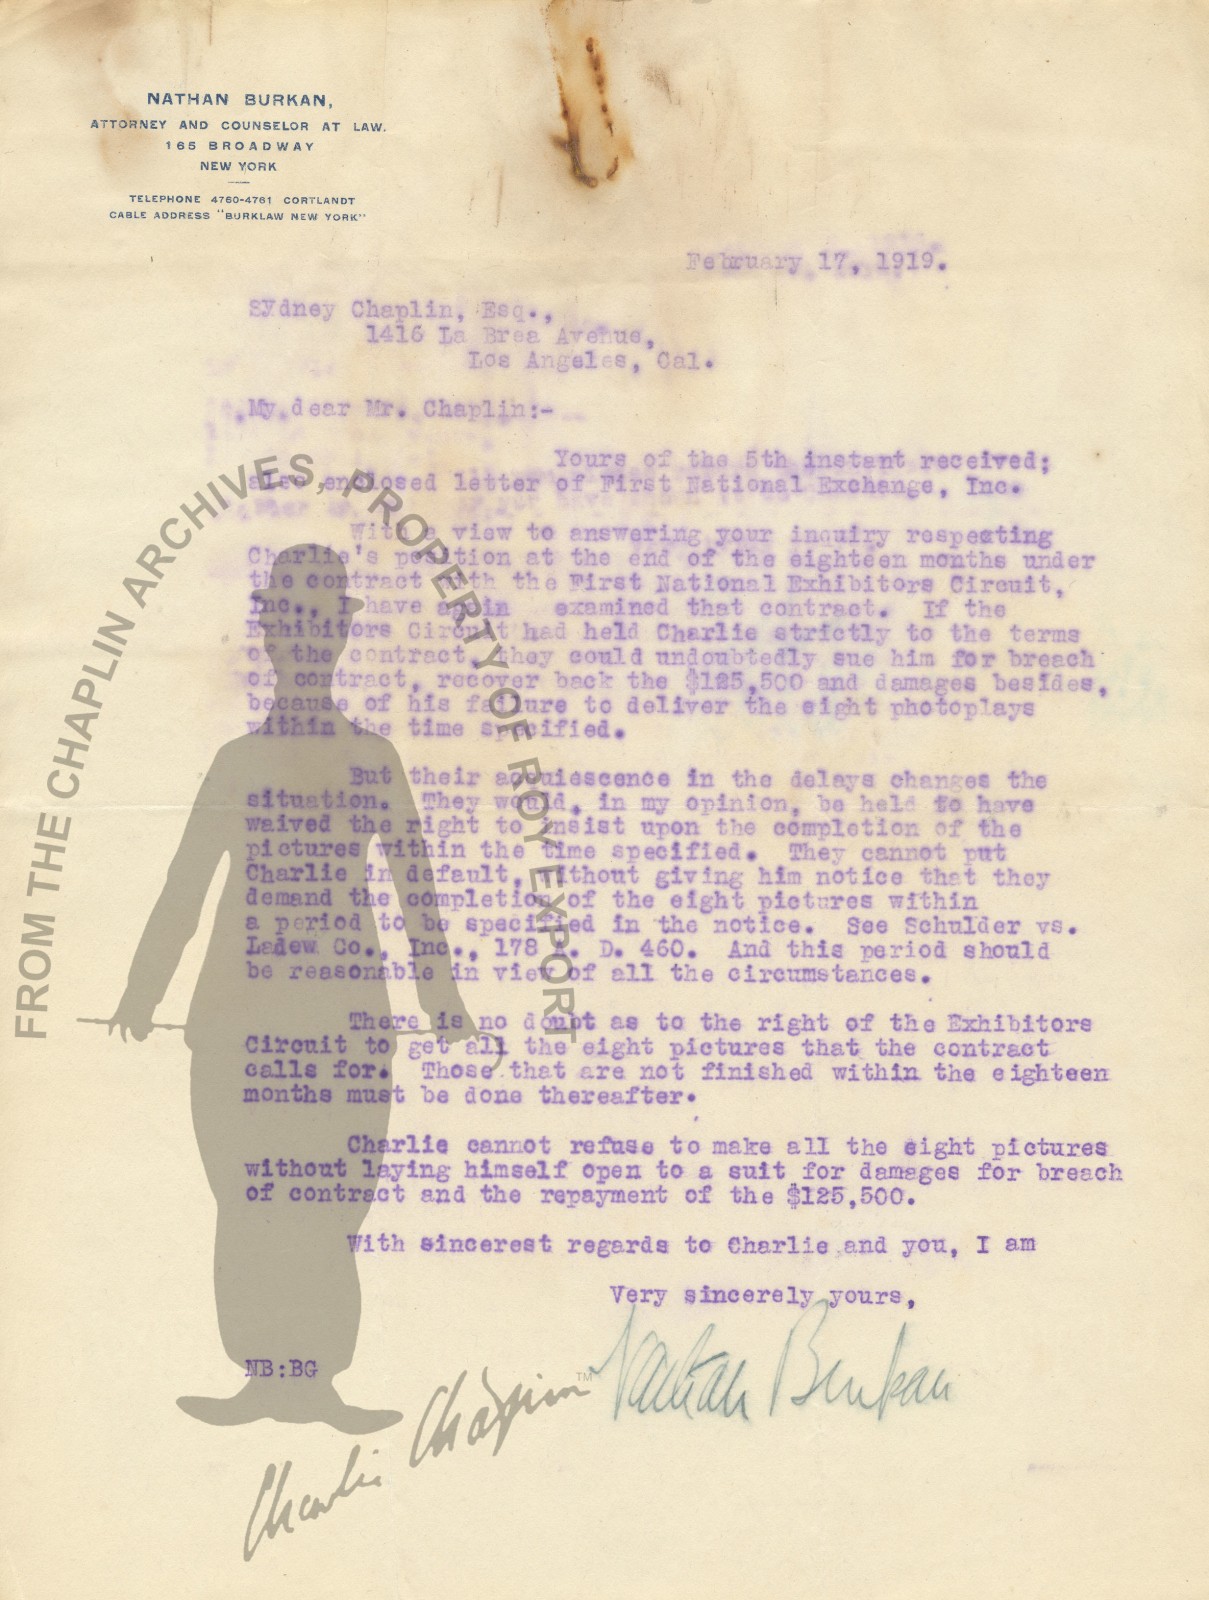 NATHAN BURKAN,
ATTORNEY AND COUNSELOR AT LAW.
165 BROADWAY
NEW YORK
TELEPHONE 4760-4761 CORTLANDT
CABLE ADDRESS "BURKLAW NEW YORK"
February 17, 1919.
Sydney Chaplin, Esq.,
1416 La Brea Avenue,
Los Angeles, Cal.
My dear Mr. Chaplin:-
Yours of the 5th instant received;
also enclosed letter of First National Exchange, Inc.
With a view to answering your inquiry respecting
Charlie's position at the end of the eighteen months under
the contract with the First National Exhibitors Circuit,
Inc., I have again examined that contract. If the
Exhibitors Circuit had held Charlie strictly to the terms
of the contract, they could undoubtedly sue him for breach
of contract, recover back the $125,500 and damages besides,
because of his failure to deliver the eight photoplays
within the time specified.
But their acquiescence in the delays changes the
situation. They would, in my opinion, be held to have
waived the right to insist upon the completion of the
pictures within the time specified. They cannot put
Charlie in default, without giving him notice that they
demand the completion of the eight pictures within
a period to be specified in the notice. See Schulder vs.
Ladew Co., Inc., 178 . D. 460. And this period should
be reasonable in view of all the circumstances.
There is no doubt as to the right of the Exhibitors
Circuit to get all the eight pictures that the contract
calls for. Those that are not finished within the eighteen
months must be done thereafter.
Charlie cannot refuse to make all the eight pictures
without laying himself open to a suit for damages for breach
of contract and the repayment of the $125,500.
With sincerest regards to Charlie and you, I am
Very sincerely yours,
Nathan Burkan
NB:BG
Charlie Chaplin™
FROM THE CHAPLIN ARCHIVES, PROPERTY OF ROY EXPORT